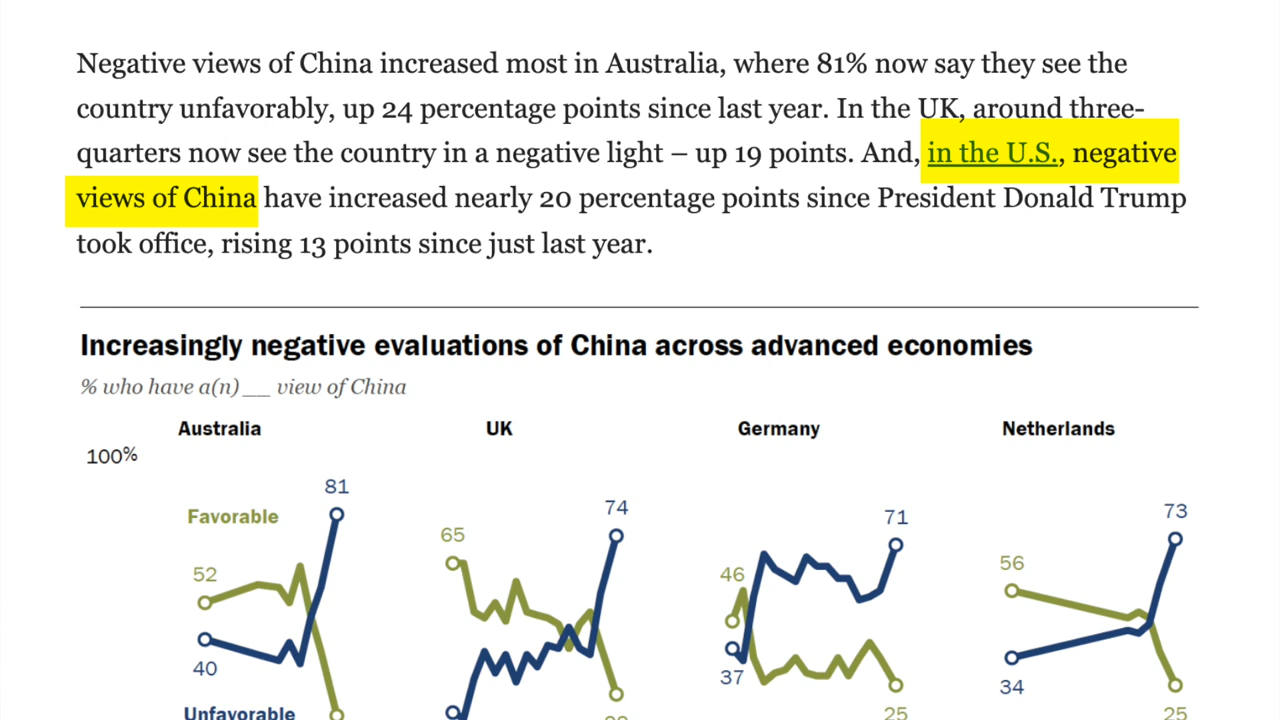 Negative views of China increased most in Australia, where 81% now say they see the
country unfavorably, up 24 percentage points since last year. In the UK, around three-
quarters now see the country in a negative light – up 19 points. And, in the U.S., negative
views of China have increased nearly 20 percentage points since President Donald Trump
took office, rising 13 points since just last year.
Increasingly negative evaluations of China across advanced economies
% who have a(n) __ view of China
Australia UK Germany Netherlands
100%
81
74
73
71
Favorable
65
56
52
46
40
37
34
Unfavorable
25
25